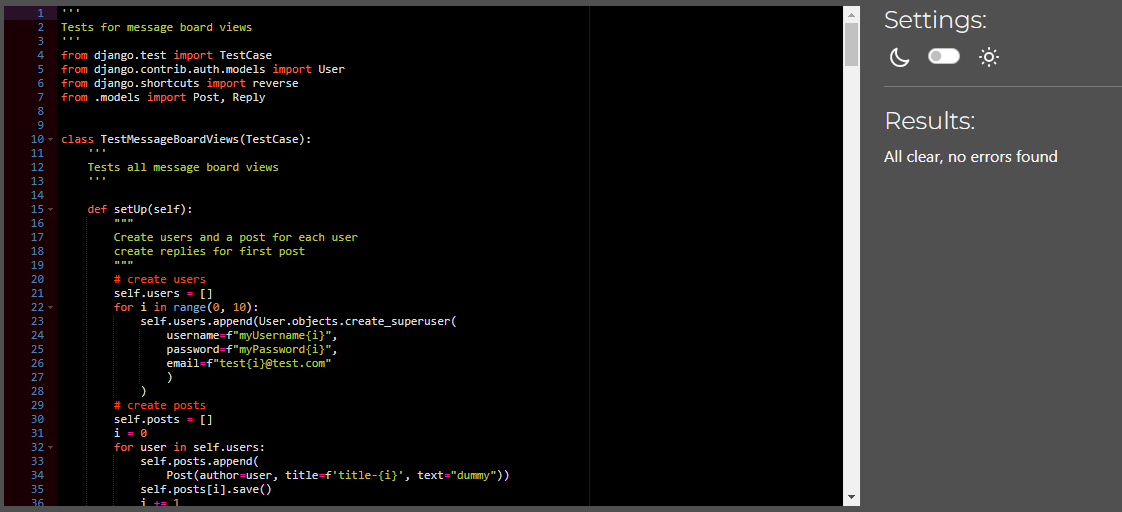 1 '''
2 Tests for message board views
3 '''
4 from django.test import TestCase
5 from django.contrib.auth.models import User
6 from django.shortcuts import reverse
7 from .models import Post, Reply
8
9
10 class TestMessageBoardViews(TestCase):
11     '''
12     Tests all message board views
13     '''
14
15     def setUp(self):
16         """
17         Create users and a post for each user
18         create replies for first post
19         """
20         # create users
21         self.users = []
22         for i in range(0, 10):
23             self.users.append(User.objects.create_superuser(
24                 username=f"myUsername{i}",
25                 password=f"myPassword{i}",
26                 email=f"test{i}@test.com"
27                 )
28             )
29         # create posts
30         self.posts = []
31         i = 0
32         for user in self.users:
33             self.posts.append(
34                 Post(author=user, title=f'title-{i}', text="dummy"))
35             self.posts[i].save()
36             i += 1
Settings:
Results:
All clear, no errors found